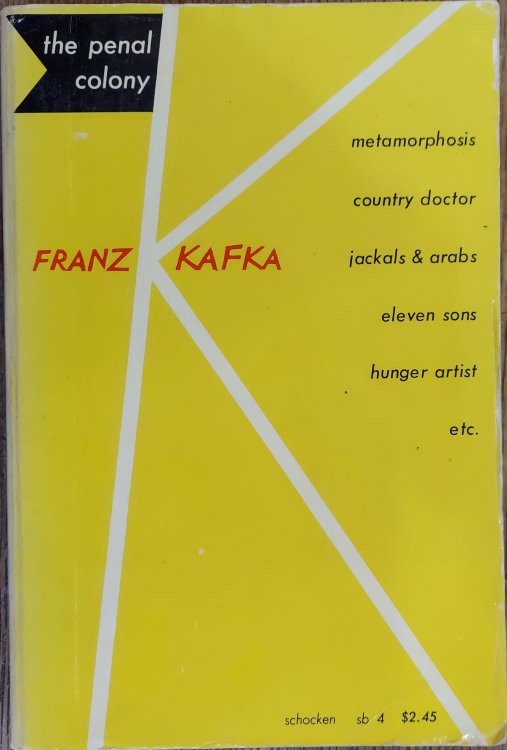 the penal
colony
metamorphosis
country doctor
FRANZ KAFKA
jackals & arabs
eleven sons
hunger artist
etc.
schocken sb 4 $2.45